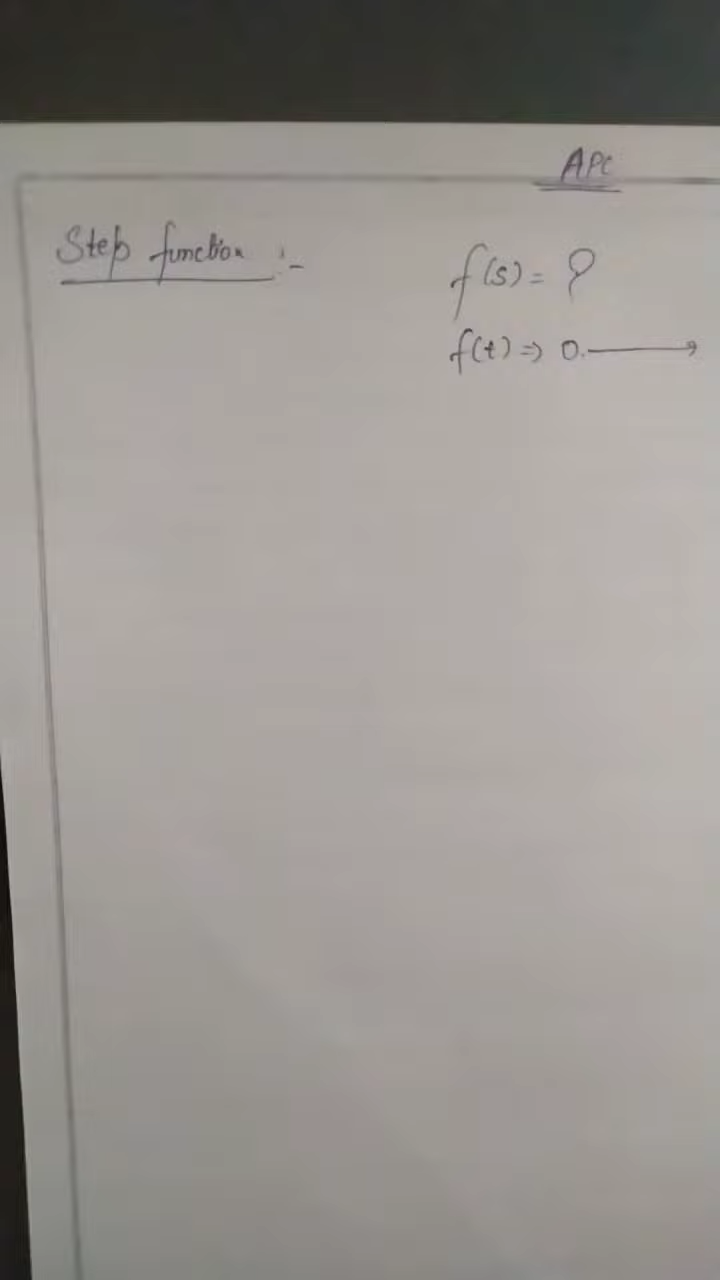 APC
Step function :-
f(s) = ?
f(t) => 0. ⟶